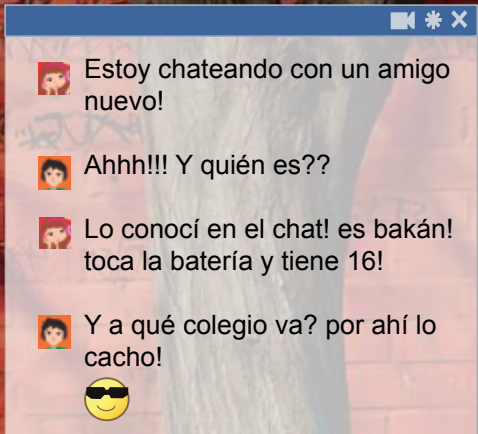 Estoy chateando con un amigo
nuevo!
Ahhh!!! Y quién es??
Lo conocí en el chat! es bakán!
toca la batería y tiene 16!
Y a qué colegio va? por ahí lo
cacho!